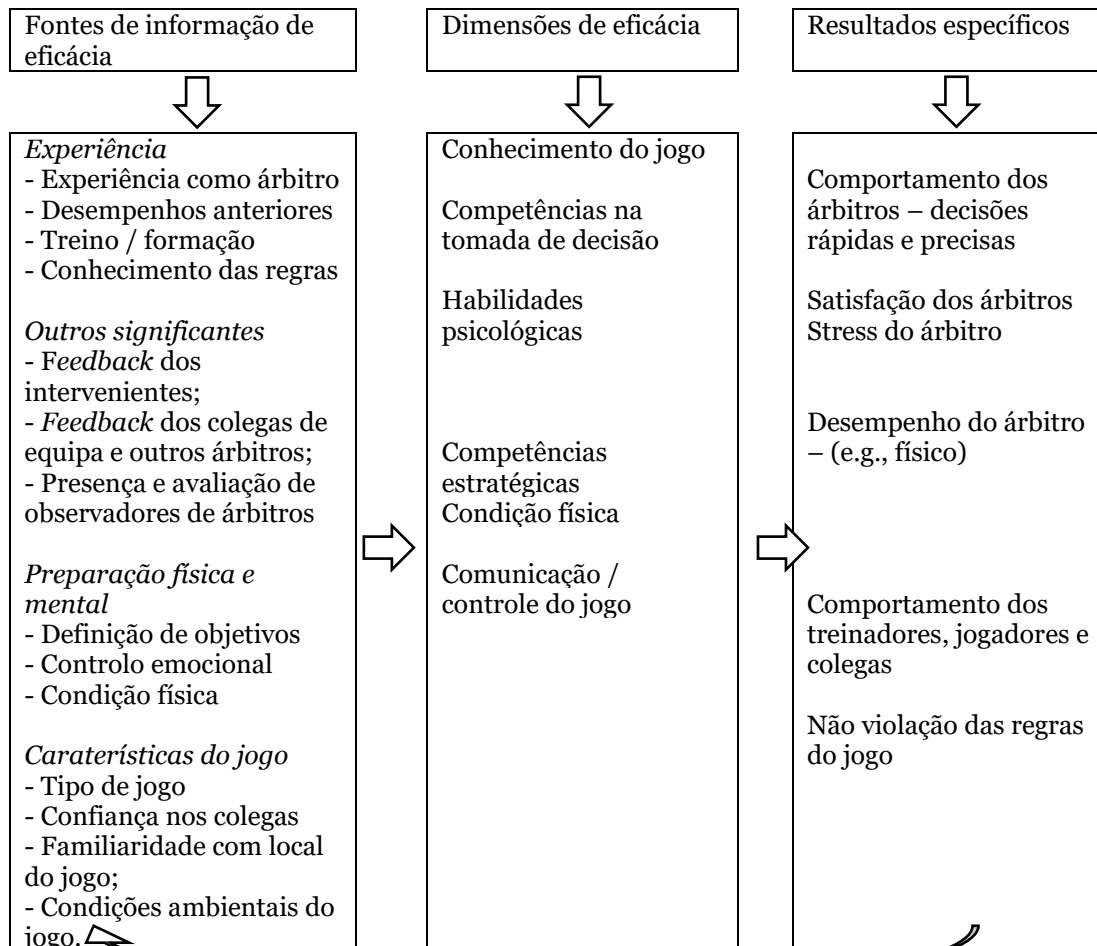 Fontes de informação de
eficácia
Dimensões de eficácia
Resultados específicos
Experiência
- Experiência como árbitro
- Desempenhos anteriores
- Treino / formação
- Conhecimento das regras
Outros significantes
- Feedback dos
intervenientes;
- Feedback dos colegas de
equipa e outros árbitros;
- Presença e avaliação de
observadores de árbitros
Preparação física e
mental
- Definição de objetivos
- Controlo emocional
- Condição física
Caraterísticas do jogo
- Tipo de jogo
- Confiança nos colegas
- Familiaridade com local
do jogo;
- Condições ambientais do
jogo.
Conhecimento do jogo
Competências na
tomada de decisão
Habilidades
psicológicas
Competências
estratégicas
Condição física
Comunicação /
controle do jogo
Comportamento dos
árbitros – decisões
rápidas e precisas
Satisfação dos árbitros
Stress do árbitro
Desempenho do árbitro
– (e.g., físico)
Comportamento dos
treinadores, jogadores e
colegas
Não violação das regras
do jogo